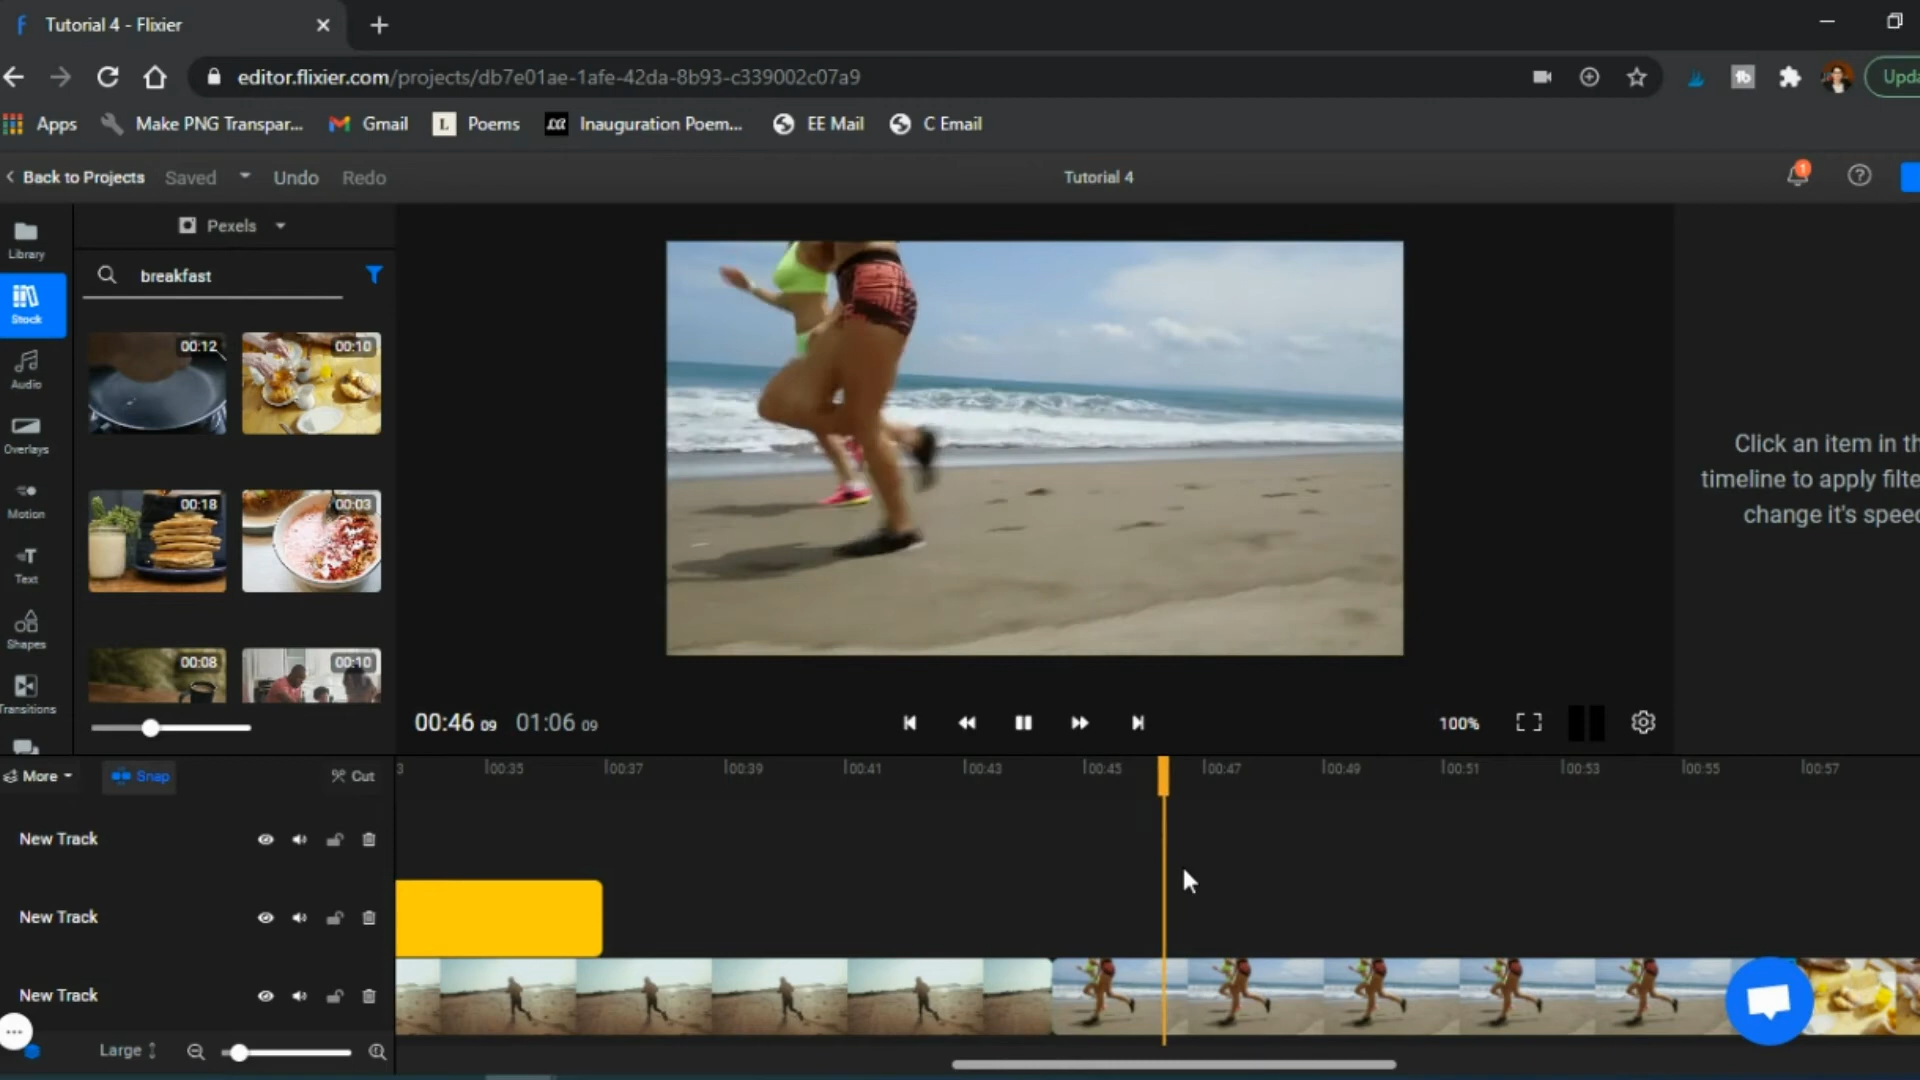 Tutorial 4 - Flixier
editor.flixier.com/projects/db7e01ae-1afe-42da-8b93-c339002c07a9
Upda
Apps
Make PNG Transpar...
Gmail
Poems
Inauguration Poem...
EE Mail
C Email
Back to Projects
Saved
Undo
Redo
Tutorial 4
1
Library
Stock
Audio
Overlays
Motion
Text
Shapes
Transitions
Pexels
breakfast
00:12
00:10
00:18
00:03
00:08
00:10
Click an item in th
timeline to apply filte
change it's speed
00:46 09
01:06 09
100%
More
Snap
Cut
3
00:35
00:37
00:39
00:41
00:43
00:45
00:47
00:49
00:51
00:53
00:55
00:57
New Track
New Track
New Track
Large